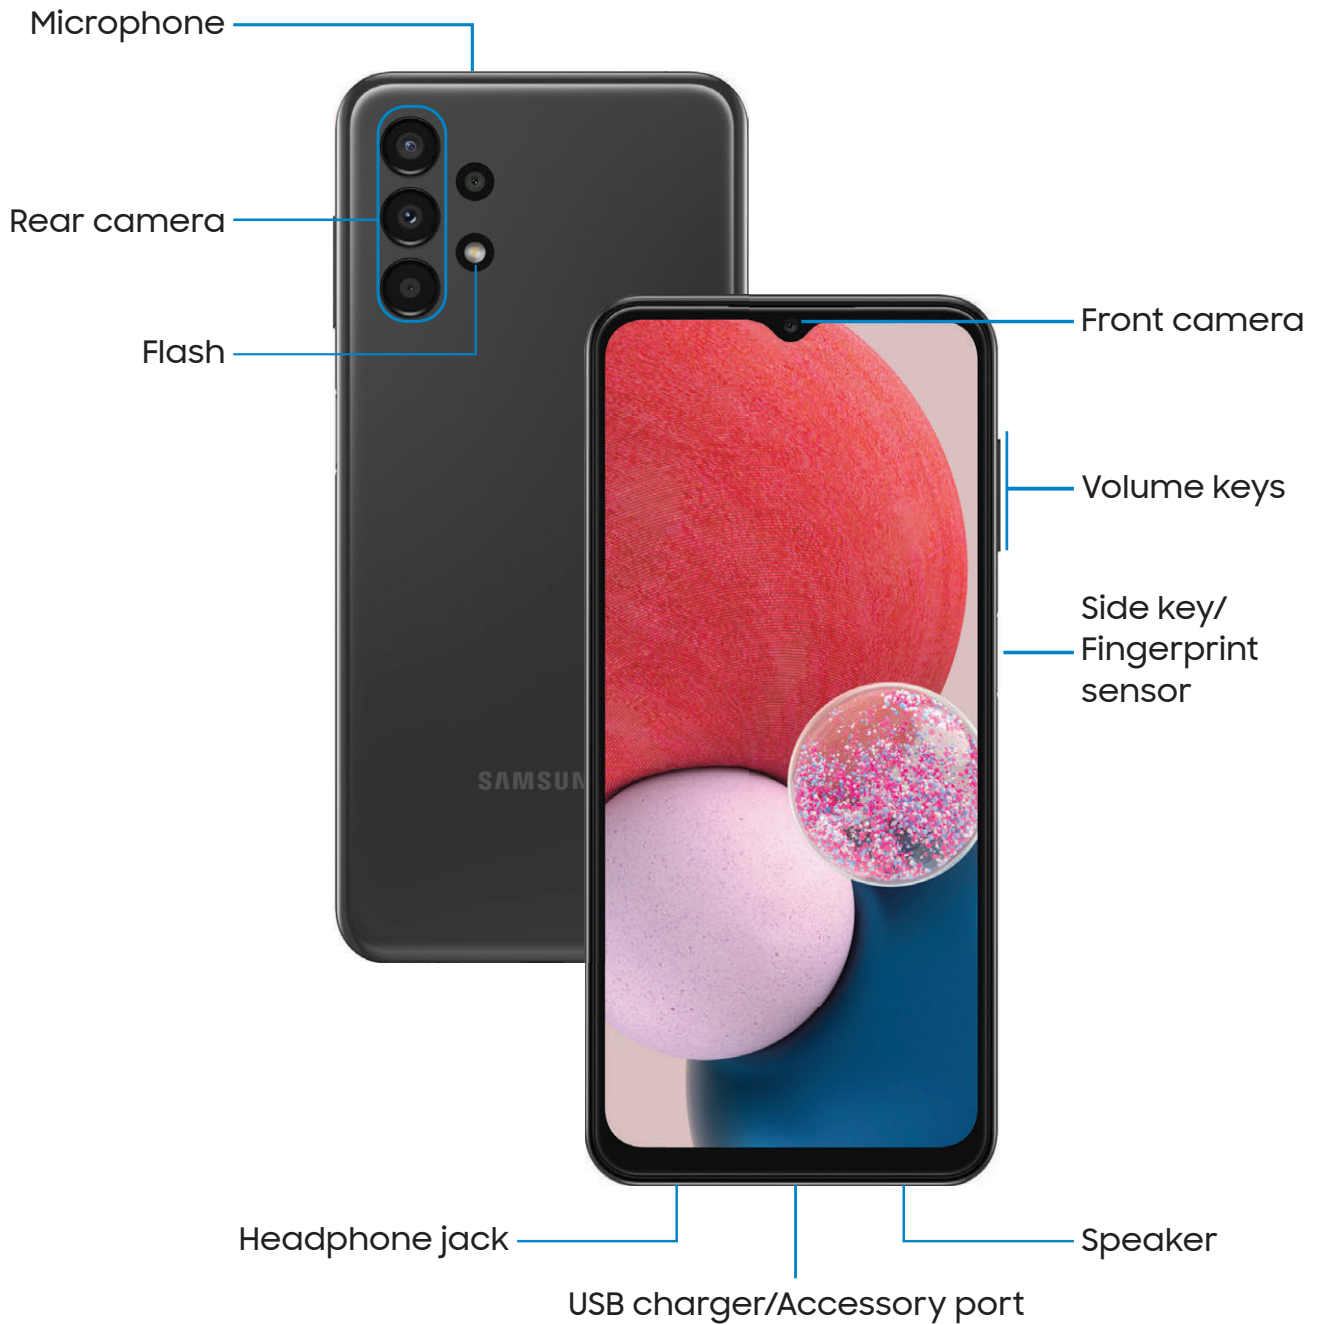 Microphone
Rear camera
Flash
SAMSUN
Front camera
Volume keys
Side key/
Fingerprint
sensor
Headphone jack
Speaker
USB charger/Accessory port